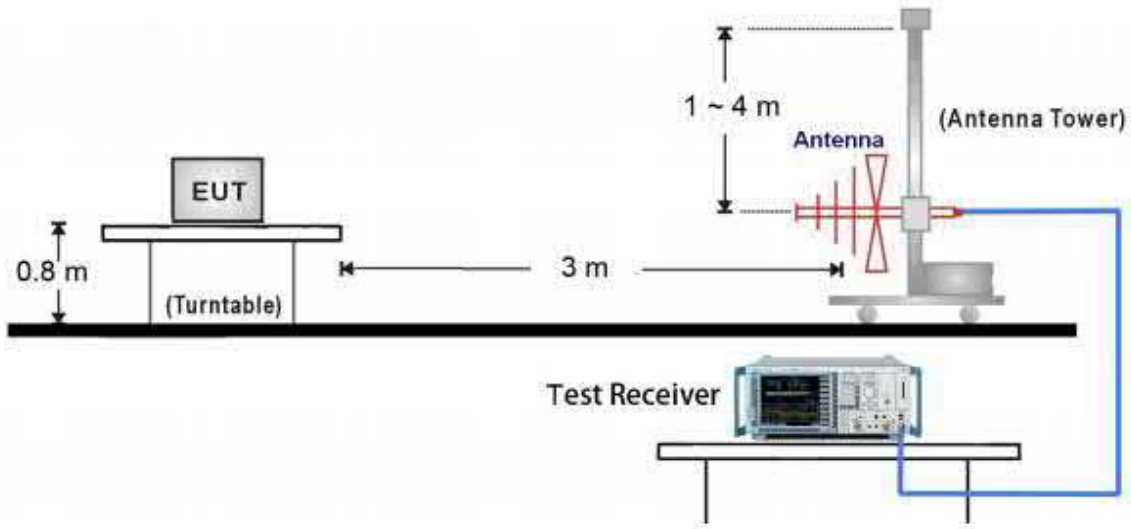 1 ~ 4 m
(Antenna Tower)
Antenna
EUT
0.8 m
3 m
(Turntable)
Test Receiver